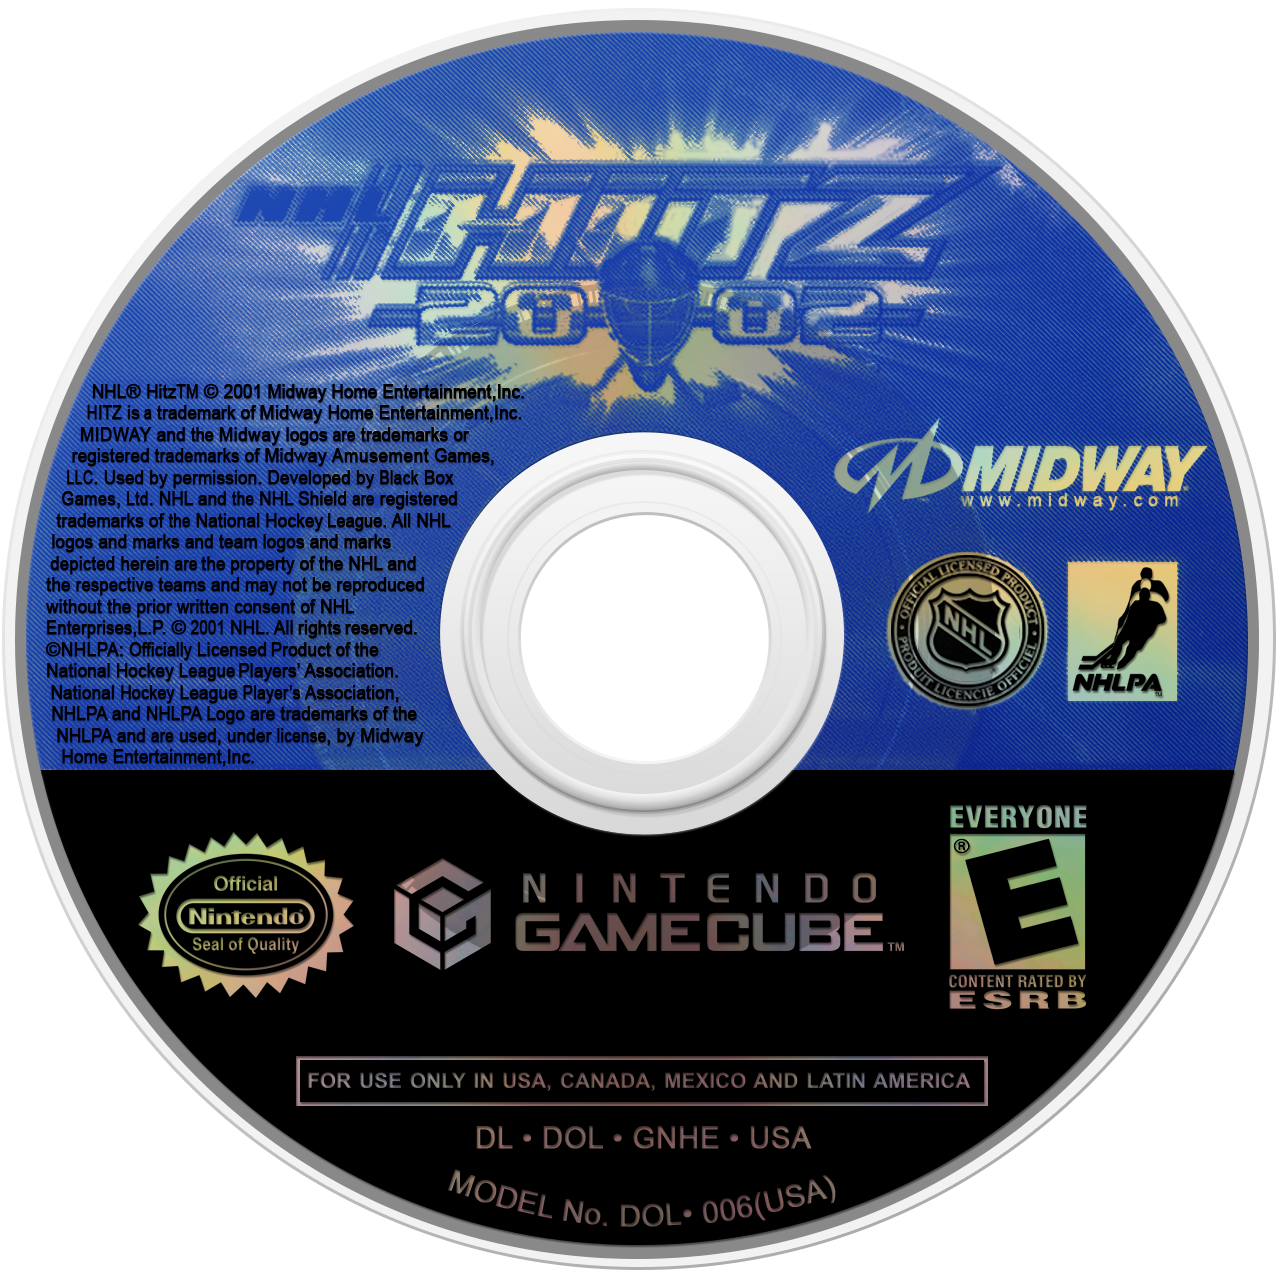 NHL HITZ
2002
NHL® HitzTM © 2001 Midway Home Entertainment,Inc.
HITZ is a trademark of Midway Home Entertainment,Inc.
MIDWAY and the Midway logos are trademarks or
registered trademarks of Midway Amusement Games,
LLC. Used by permission. Developed by Black Box
Games, Ltd. NHL and the NHL Shield are registered
trademarks of the National Hockey League. All NHL
logos and marks and team logos and marks
depicted herein are the property of the NHL and
the respective teams and may not be reproduced
without the prior written consent of NHL
Enterprises,L.P. © 2001 NHL. All rights reserved.
©NHLPA: Officially Licensed Product of the
National Hockey League Players' Association.
National Hockey League Player's Association,
NHLPA and NHLPA Logo are trademarks of the
NHLPA and are used, under license, by Midway
Home Entertainment,Inc.
MIDWAY
www.midway.com
OFFICIAL LICENSED PRODUCT
NHL
PRODUIT LICENCIE OFFICIEL
NHLPA™
Official
Nintendo®
Seal of Quality
NINTENDO
GAMECUBE™
EVERYONE
®
E
CONTENT RATED BY
ESRB
FOR USE ONLY IN USA, CANADA, MEXICO AND LATIN AMERICA
DL • DOL • GNHE • USA
MODEL No. DOL• 006(USA)